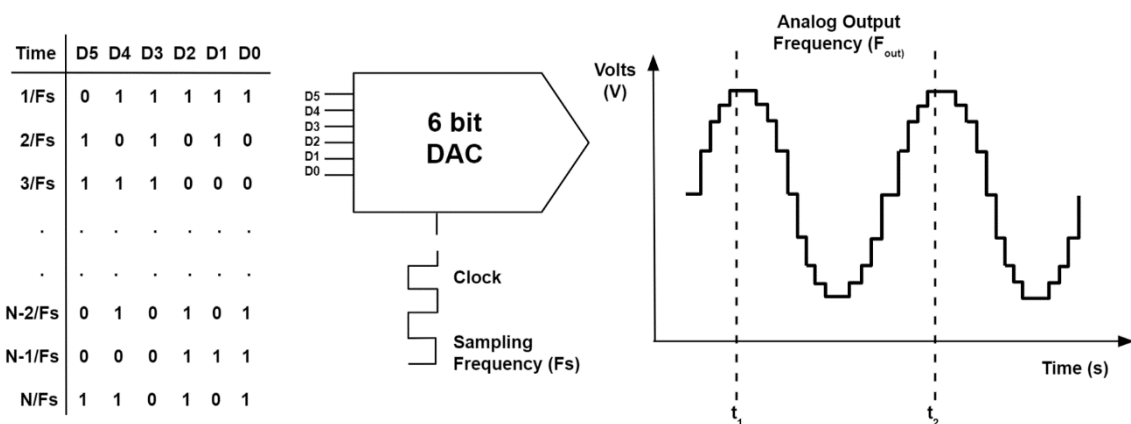 Time D5 D4 D3 D2 D1 D0
1/Fs 0 1 1 1 1 1
2/Fs 1 0 1 0 1 0
3/Fs 1 1 1 0 0 0
. . . . . . .
. . . . . . .
N-2/Fs 0 1 0 1 0 1
N-1/Fs 0 0 0 1 1 1
N/Fs 1 1 0 1 0 1
D5
D4
D3
D2
D1
D0
6 bit
DAC
Clock
Sampling
Frequency (Fs)
Analog Output
Frequency (Fout)
Volts
(V)
Time (s)
t1
t2